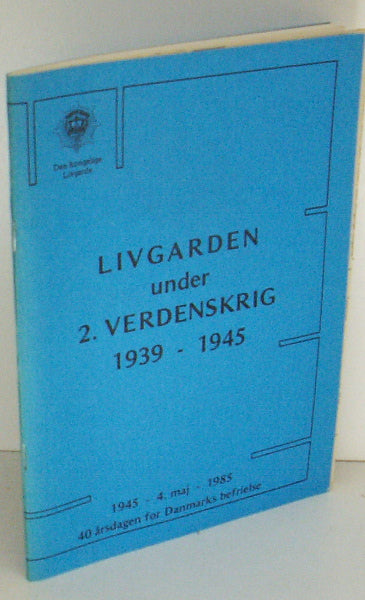 Den kongelige
Livgarde
LIVGARDEN
under
2. VERDENSKRIG
1939 - 1945
1945 - 4. maj - 1985
40 årsdagen for Danmarks befrielse